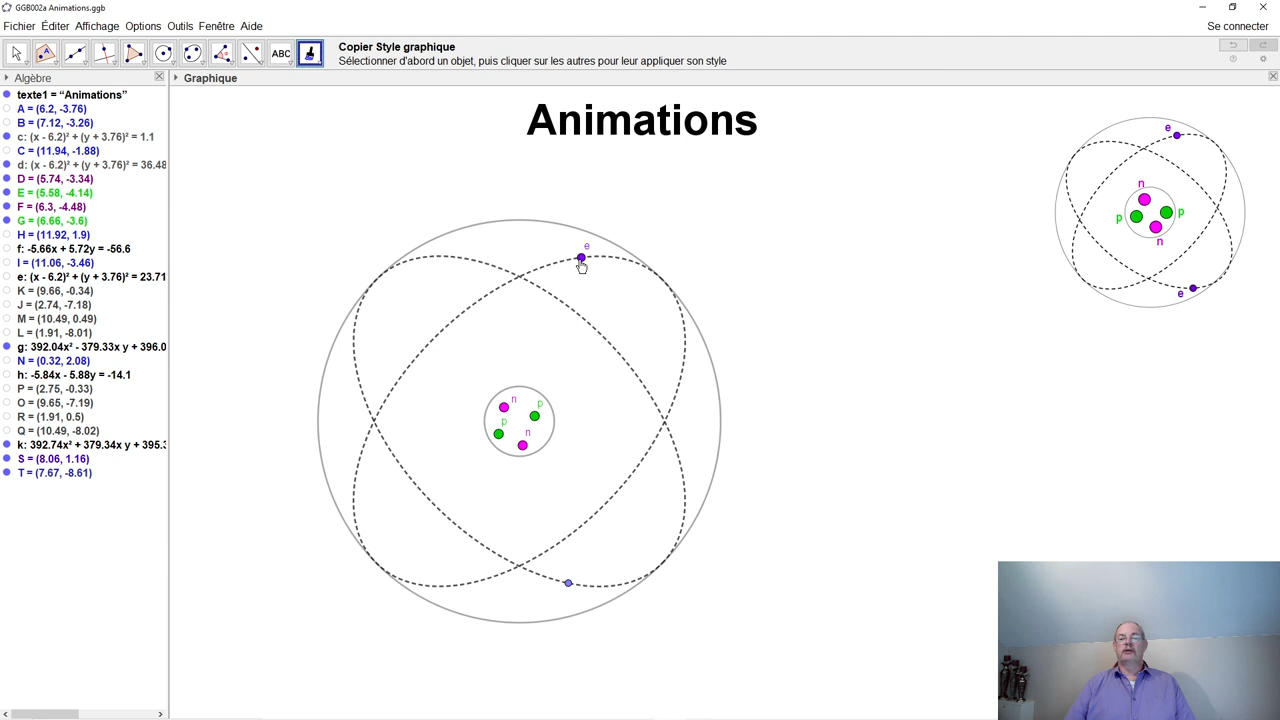 GGB002a Animations.ggb
Fichier Éditer Affichage Options Outils Fenêtre Aide
Se connecter
ABC
Copier Style graphique
Sélectionner d'abord un objet, puis cliquer sur les autres pour leur appliquer son style
Algèbre
Graphique
texte1 = “Animations”
A = (6.2, -3.76)
B = (7.12, -3.26)
c: (x - 6.2)² + (y + 3.76)² = 1.1
C = (11.94, -1.88)
d: (x - 6.2)² + (y + 3.76)² = 36.48
D = (5.74, -3.34)
E = (5.58, -4.14)
F = (6.3, -4.48)
G = (6.66, -3.6)
H = (11.92, 1.9)
f: -5.66x + 5.72y = -56.6
I = (11.06, -3.46)
e: (x - 6.2)² + (y + 3.76)² = 23.71
K = (9.66, -0.34)
J = (2.74, -7.18)
M = (10.49, 0.49)
L = (1.91, -8.01)
g: 392.04x² - 379.33x y + 396.0
N = (0.32, 2.08)
h: -5.84x - 5.88y = -14.1
P = (2.75, -0.33)
O = (9.65, -7.19)
R = (1.91, 0.5)
Q = (10.49, -8.02)
k: 392.74x² + 379.34x y + 395.3
S = (8.06, 1.16)
T = (7.67, -8.61)
Animations
e
n
p
p
n
e
n
p
p
n
e